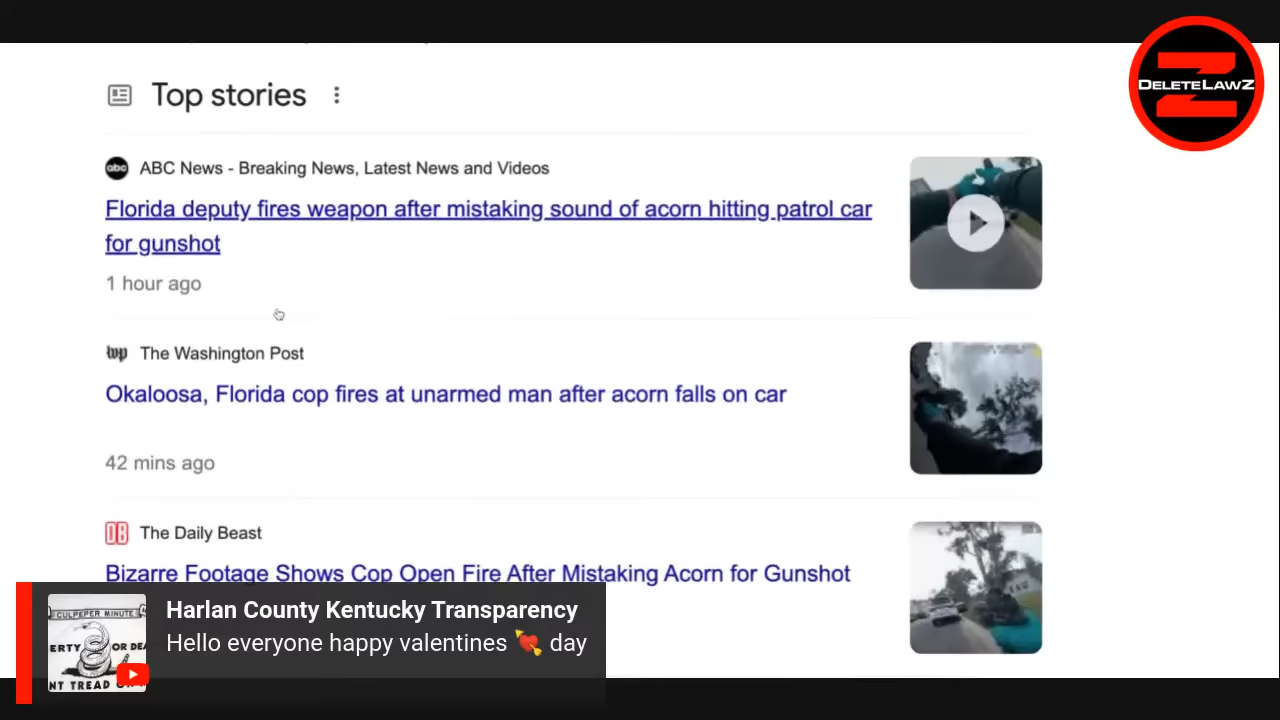 Top stories
DELETELAWZ
abc
ABC News - Breaking News, Latest News and Videos
Florida deputy fires weapon after mistaking sound of acorn hitting patrol car
for gunshot
1 hour ago
wp
The Washington Post
Okaloosa, Florida cop fires at unarmed man after acorn falls on car
42 mins ago
DB
The Daily Beast
Bizarre Footage Shows Cop Open Fire After Mistaking Acorn for Gunshot
CULPEPER MINUTE
ERTY OR DEA
NT TREAD
Harlan County Kentucky Transparency
Hello everyone happy valentines 💘 day